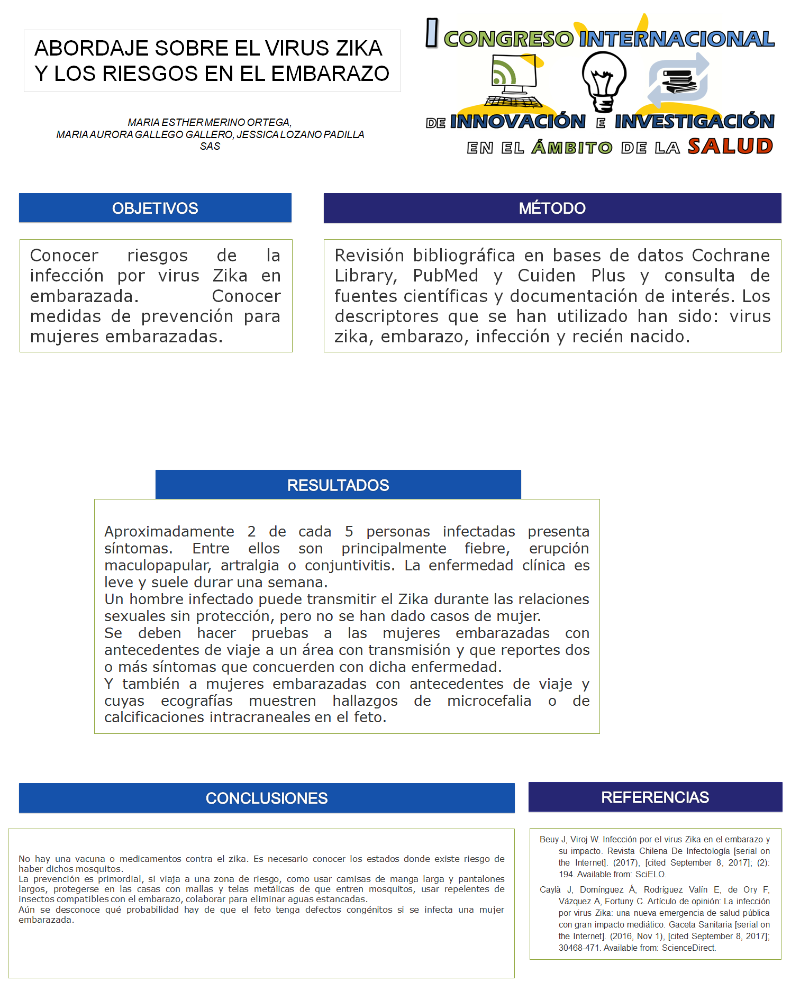 ABORDAJE SOBRE EL VIRUS ZIKA
Y LOS RIESGOS EN EL EMBARAZO
MARIA ESTHER MERINO ORTEGA,
MARIA AURORA GALLEGO GALLERO, JESSICA LOZANO PADILLA
SAS
I CONGRESO INTERNACIONAL
DE INNOVACIÓN E INVESTIGACIÓN
EN EL ÁMBITO DE LA SALUD
OBJETIVOS
Conocer riesgos de la
infección por virus Zika en
embarazada. Conocer
medidas de prevención para
mujeres embarazadas.
MÉTODO
Revisión bibliográfica en bases de datos Cochrane
Library, PubMed y Cuiden Plus y consulta de
fuentes científicas y documentación de interés. Los
descriptores que se han utilizado han sido: virus
zika, embarazo, infección y recién nacido.
RESULTADOS
Aproximadamente 2 de cada 5 personas infectadas presenta
síntomas. Entre ellos son principalmente fiebre, erupción
maculopapular, artralgia o conjuntivitis. La enfermedad clínica es
leve y suele durar una semana.
Un hombre infectado puede transmitir el Zika durante las relaciones
sexuales sin protección, pero no se han dado casos de mujer.
Se deben hacer pruebas a las mujeres embarazadas con
antecedentes de viaje a un área con transmisión y que reportes dos
o más síntomas que concuerden con dicha enfermedad.
Y también a mujeres embarazadas con antecedentes de viaje y
cuyas ecografías muestren hallazgos de microcefalia o de
calcificaciones intracraneales en el feto.
CONCLUSIONES
No hay una vacuna o medicamentos contra el zika. Es necesario conocer los estados donde existe riesgo de
haber dichos mosquitos.
La prevención es primordial, si viaja a una zona de riesgo, como usar camisas de manga larga y pantalones
largos, protegerse en las casas con mallas y telas metálicas de que entren mosquitos, usar repelentes de
insectos compatibles con el embarazo, colaborar para eliminar aguas estancadas.
Aún se desconoce qué probabilidad hay de que el feto tenga defectos congénitos si se infecta una mujer
embarazada.
REFERENCIAS
Beuy J, Viroj W. Infección por el virus Zika en el embarazo y
su impacto. Revista Chilena De Infectología [serial on
the Internet]. (2017), [cited September 8, 2017]; (2):
194. Available from: SciELO.
Caylà J, Domínguez Á, Rodríguez Valín E, de Ory F,
Vázquez A, Fortuny C. Artículo de opinión: La infección
por virus Zika: una nueva emergencia de salud pública
con gran impacto mediático. Gaceta Sanitaria [serial on
the Internet]. (2016, Nov 1), [cited September 8, 2017];
30468-471. Available from: ScienceDirect.